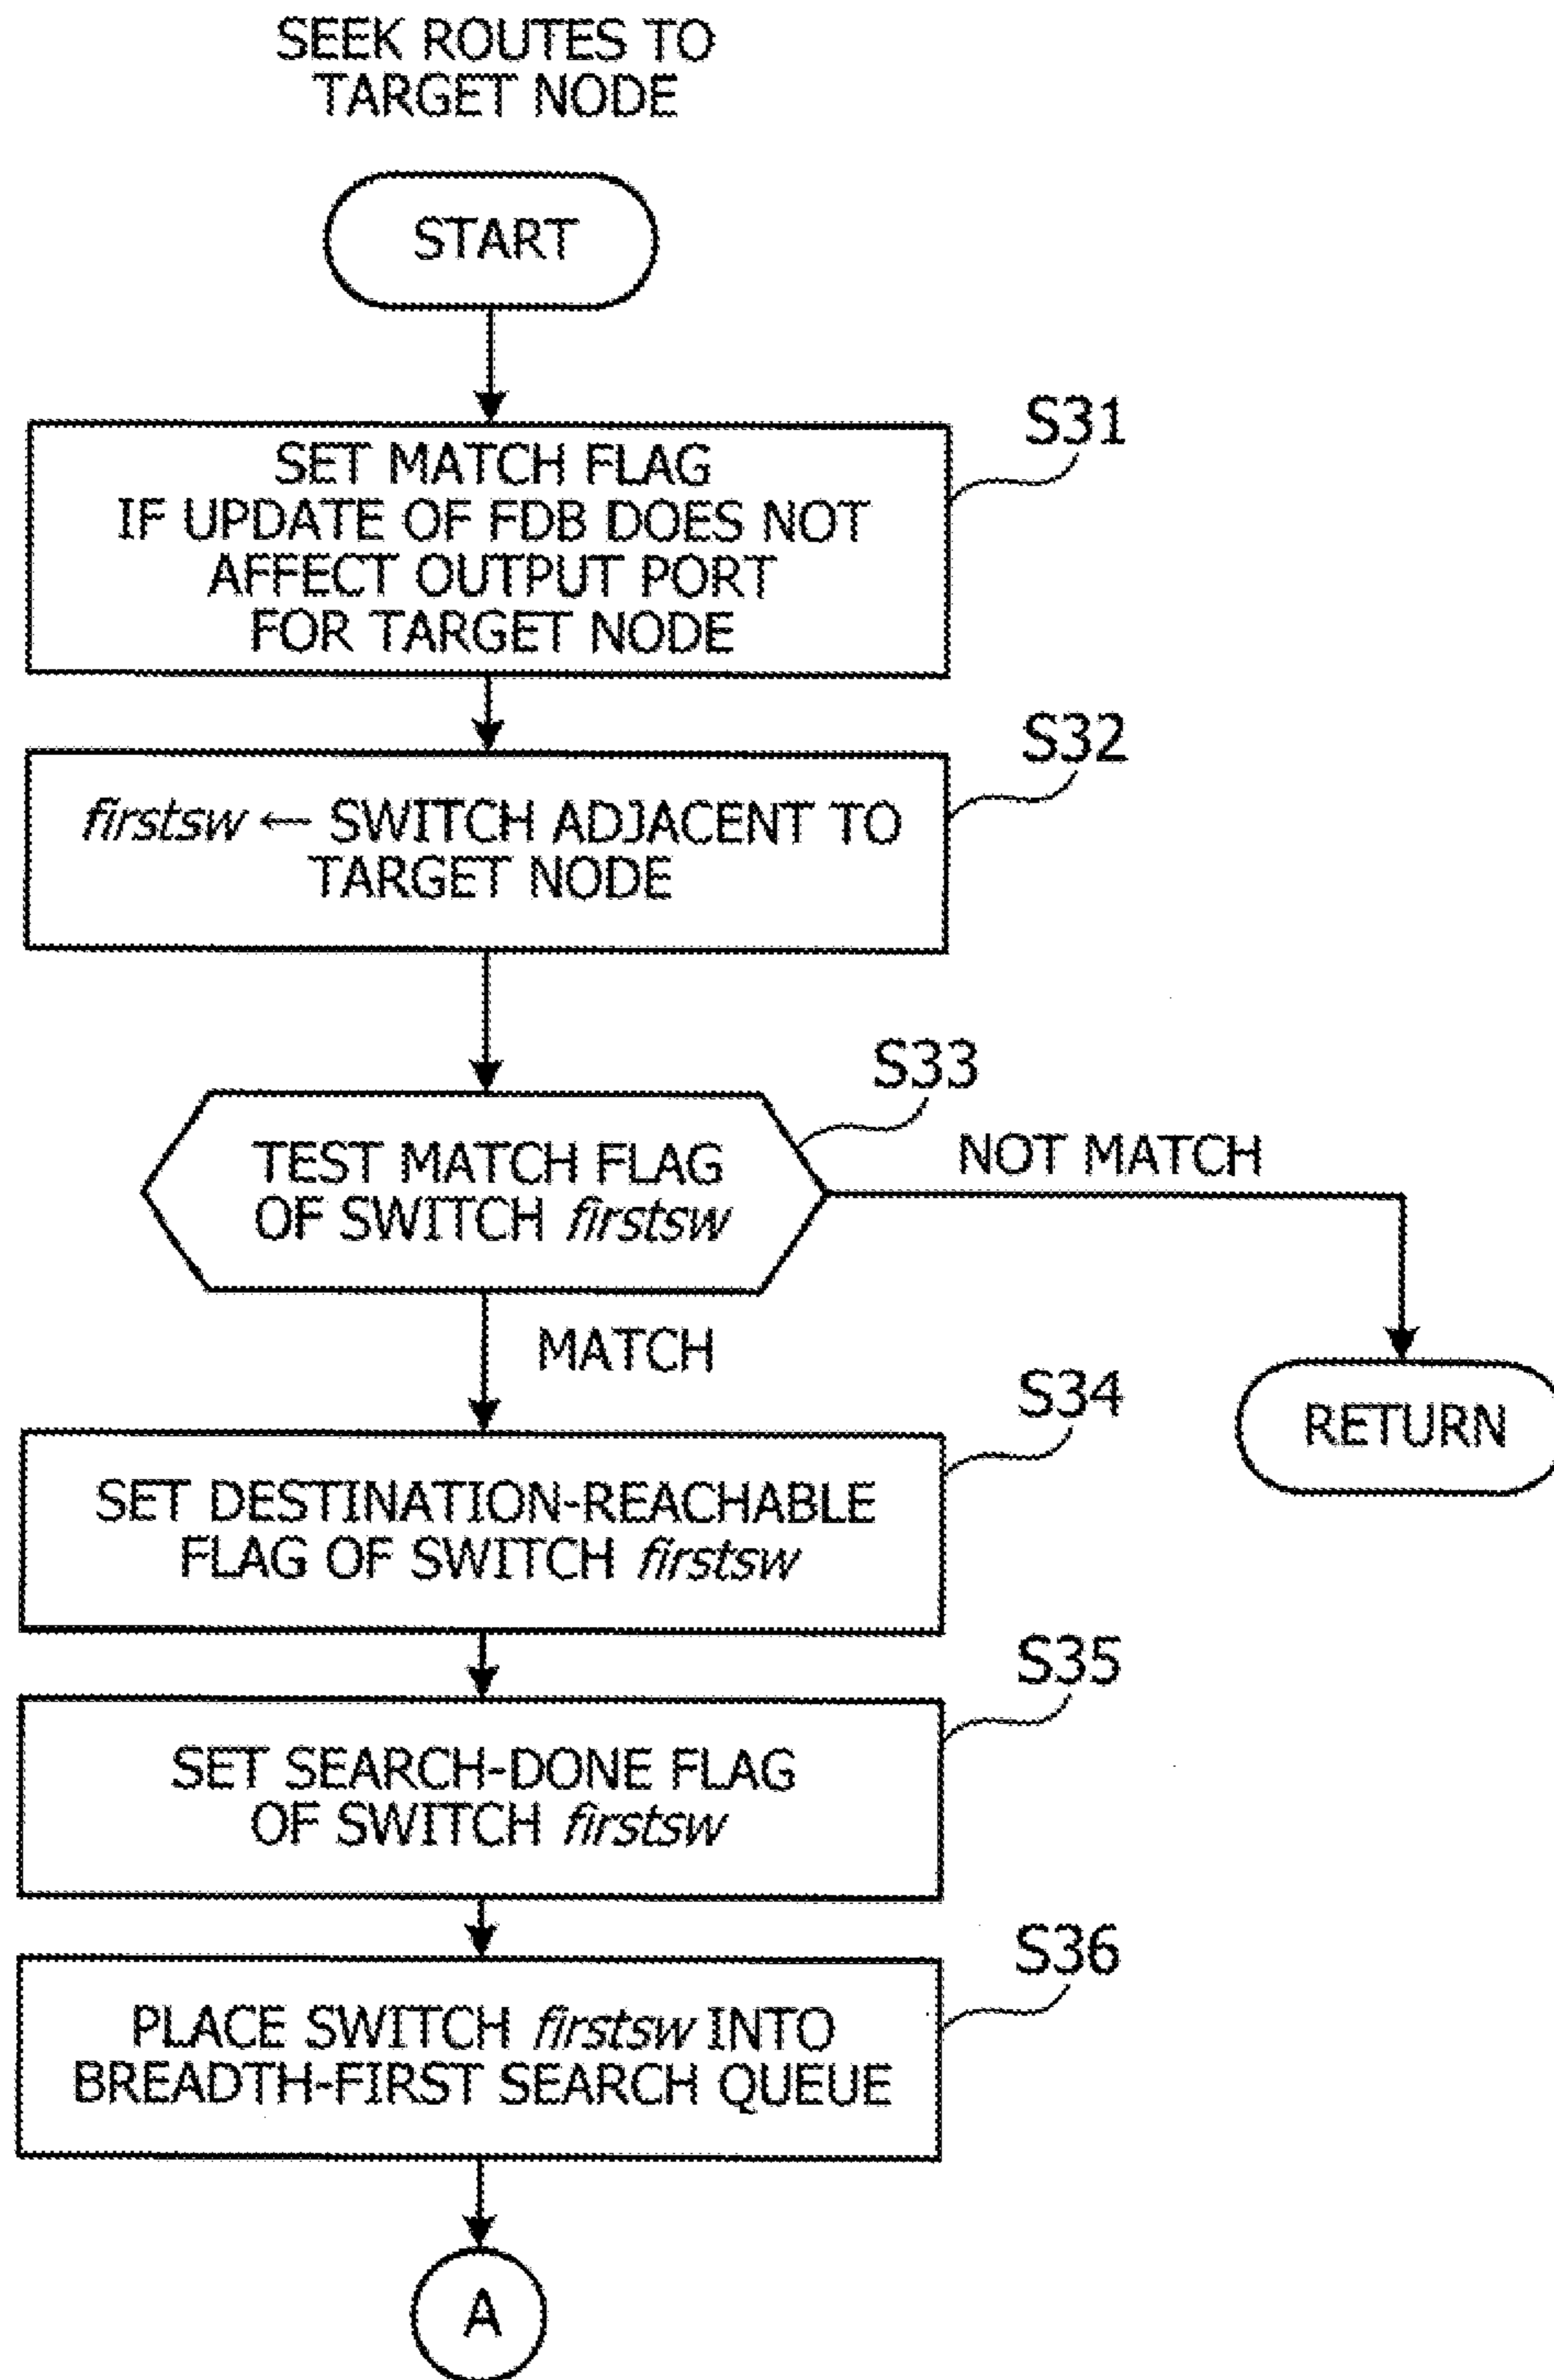 SEEK ROUTES TO
TARGET NODE
START
S31
SET MATCH FLAG
IF UPDATE OF FDB DOES NOT
AFFECT OUTPUT PORT
FOR TARGET NODE
S32
firstsw ← SWITCH ADJACENT TO
TARGET NODE
S33
TEST MATCH FLAG
OF SWITCH firstsw
NOT MATCH
MATCH
RETURN
S34
SET DESTINATION-REACHABLE
FLAG OF SWITCH firstsw
S35
SET SEARCH-DONE FLAG
OF SWITCH firstsw
S36
PLACE SWITCH firstsw INTO
BREADTH-FIRST SEARCH QUEUE
A